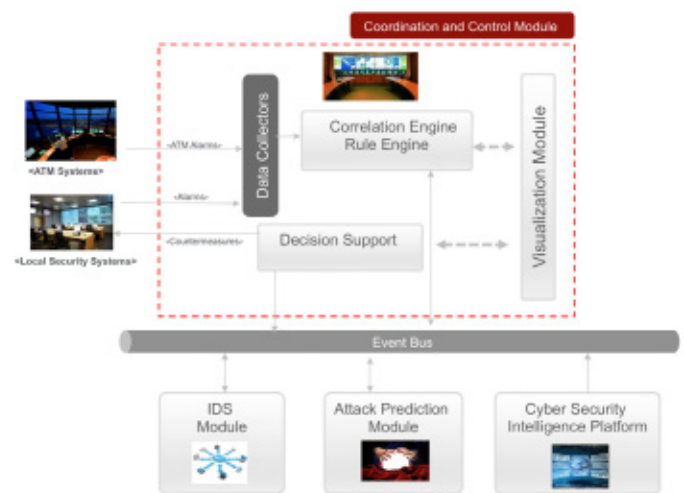 Coordination and Control Module
Data Collectors
Correlation Engine
Rule Engine
Visualization Module
«ATM Alarms»
«ATM Systems»
«Alarms»
«Countermeasures»
Decision Support
«Local Security Systems»
Event Bus
IDS
Module
Attack Prediction
Module
Cyber Security
Intelligence Platform